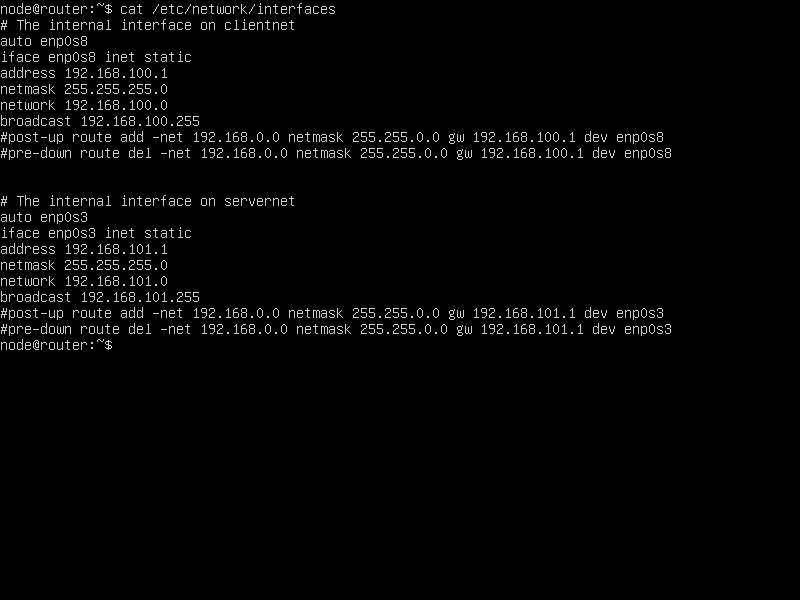 node@router:~$ cat /etc/network/interfaces
# The internal interface on clientnet
auto enp0s8
iface enp0s8 inet static
address 192.168.100.1
netmask 255.255.255.0
network 192.168.100.0
broadcast 192.168.100.255
#post-up route add -net 192.168.0.0 netmask 255.255.0.0 gw 192.168.100.1 dev enp0s8
#pre-down route del -net 192.168.0.0 netmask 255.255.0.0 gw 192.168.100.1 dev enp0s8
# The internal interface on servernet
auto enp0s3
iface enp0s3 inet static
address 192.168.101.1
netmask 255.255.255.0
network 192.168.101.0
broadcast 192.168.101.255
#post-up route add -net 192.168.0.0 netmask 255.255.0.0 gw 192.168.101.1 dev enp0s3
#pre-down route del -net 192.168.0.0 netmask 255.255.0.0 gw 192.168.101.1 dev enp0s3
node@router:~$